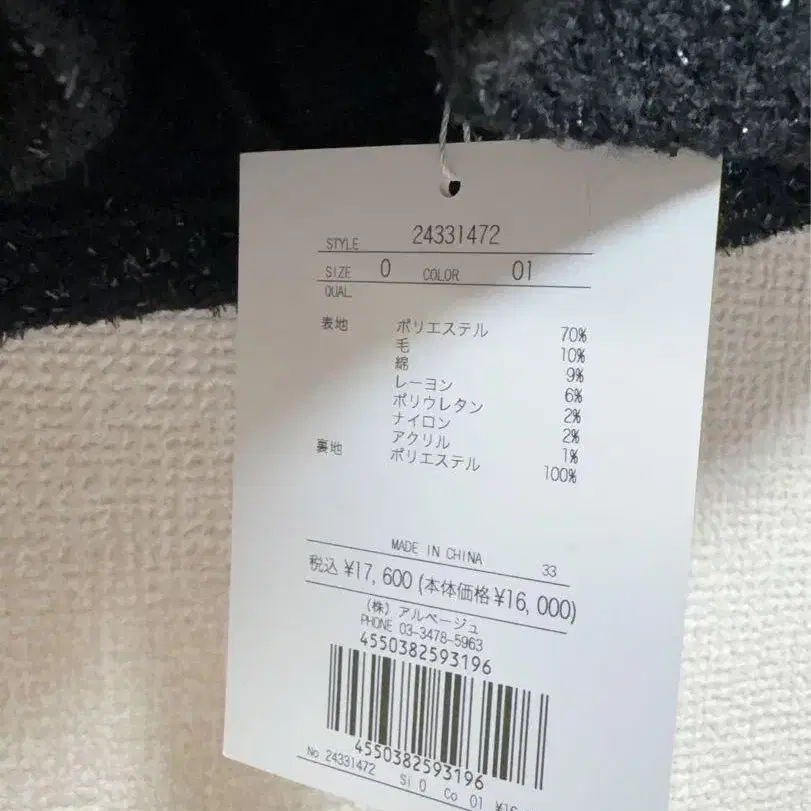 STYLE 24331472
SIZE 0 COLOR 01
QUAL
表地 ポリエステル 70%
毛 10%
綿 9%
レーヨン 6%
ポリウレタン 2%
ナイロン 2%
アクリル 1%
裏地 ポリエステル 100%
MADE IN CHINA 33
税込 ¥17,600 (本体価格¥16,000)
(株) アルページュ
PHONE 03-3478-5963
4550382593196
4550382593196
No 24331472 Si 0 Co 01